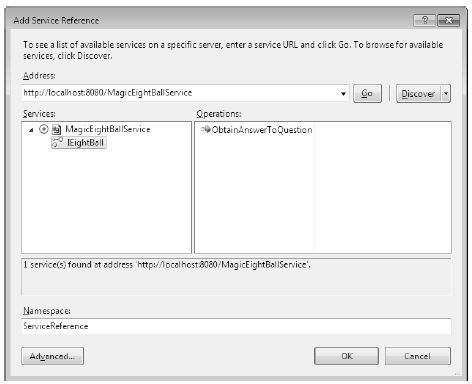 Add Service Reference
To see a list of available services on a specific server, enter a service URL and click Go. To browse for available
services, click Discover.
Address:
http://localhost:8080/MagicEightBallService
Go
Discover
Services:
Operations:
MagicEightBallService
IEightBall
ObtainAnswerToQuestion
1 service(s) found at address 'http://localhost:8080/MagicEightBallService'.
Namespace:
ServiceReference
Advanced...
OK
Cancel